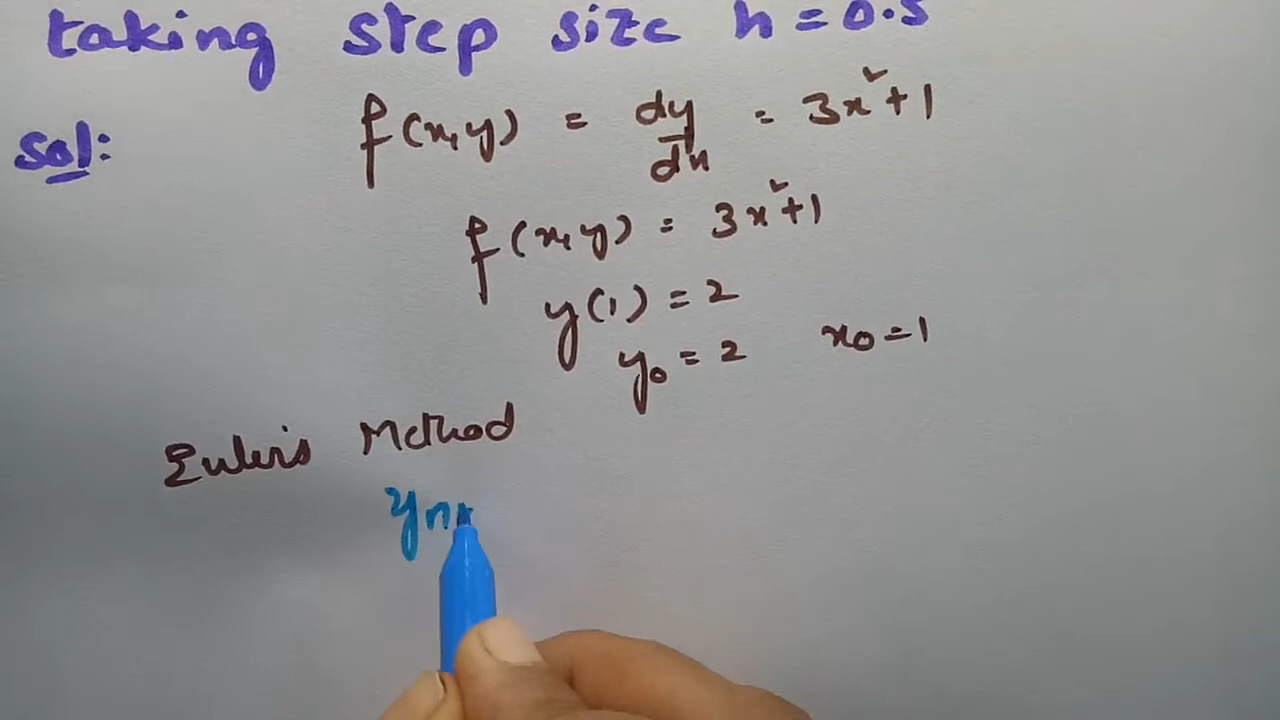 taking step size h = 0.5
f(x,y) = dy/dx = 3x²+1
Sol:
f(x,y) = 3x²+1
y(1) = 2
y₀ = 2 x₀ = 1
Euler's Method
yn